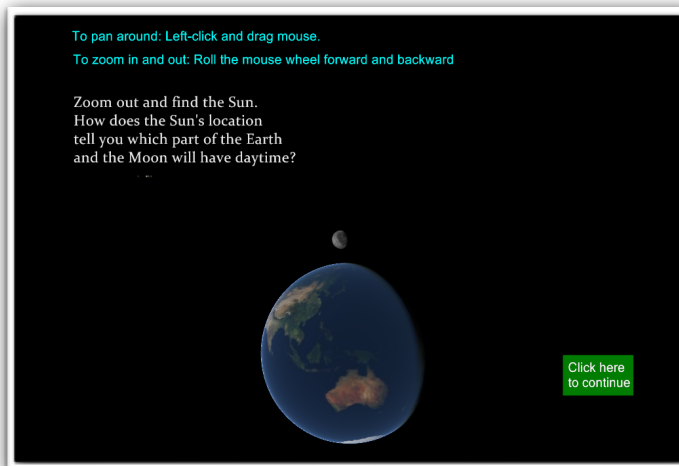 To pan around: Left-click and drag mouse.
To zoom in and out: Roll the mouse wheel forward and backward
Zoom out and find the Sun.
How does the Sun's location
tell you which part of the Earth
and the Moon will have daytime?
Click here
to continue